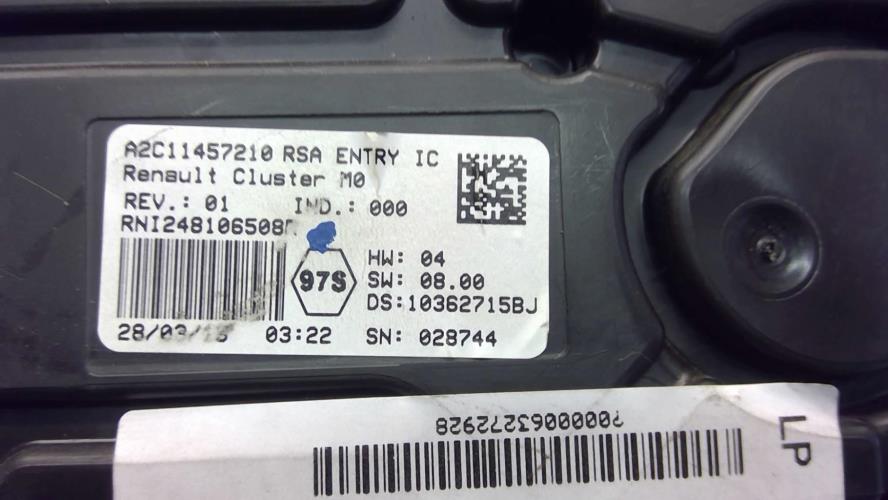 A2C11457210 RSA ENTRY IC
Renault Cluster M0
REV.: 01 IND.: 000
RNI248106508R
HW: 04
97S
SW: 08.00
DS:10362715BJ
03:22 SN: 028744
LP